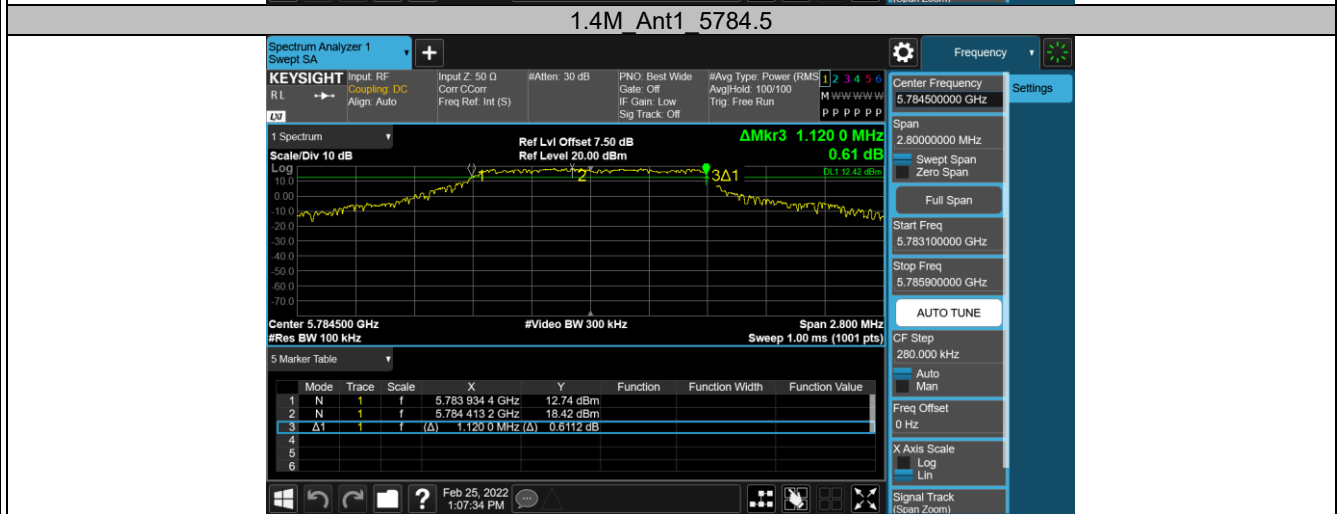 (Span Zoom)
1.4M_Ant1_5784.5
Spectrum Analyzer 1
Swept SA
+
Frequency
KEYSIGHT Input: RF Input Z: 50 Ω #Atten: 30 dB PNO: Best Wide #Avg Type: Power (RMS 1 2 3 4 5 6
RL Coupling: DC Corr CCorr Gate: Off Avg|Hold: 100/100 M W W W W W
Align: Auto Freq Ref: Int (S) IF Gain: Low Trig: Free Run
LXI Sig Track: Off P P P P P P
Center Frequency
5.784500000 GHz
Settings
1 Spectrum
Ref Lvl Offset 7.50 dB ΔMkr3 1.120 0 MHz
Scale/Div 10 dB Ref Level 20.00 dBm 0.61 dB
Log
DL1 12.42 dBm
1 2 3Δ1
10.0
0.00
-10.0
-20.0
-30.0
-40.0
-50.0
-60.0
-70.0
Center 5.784500 GHz #Video BW 300 kHz Span 2.800 MHz
#Res BW 100 kHz Sweep 1.00 ms (1001 pts)
Span
2.80000000 MHz
Swept Span
Zero Span
Full Span
Start Freq
5.783100000 GHz
Stop Freq
5.785900000 GHz
AUTO TUNE
CF Step
280.000 kHz
Auto
Man
Freq Offset
0 Hz
X Axis Scale
Log
Lin
Signal Track
(Span Zoom)
5 Marker Table
Mode Trace Scale X Y Function Function Width Function Value
1 N 1 f 5.783 934 4 GHz 12.74 dBm
2 N 1 f 5.784 413 2 GHz 18.42 dBm
3 Δ1 1 f (Δ) 1.120 0 MHz (Δ) 0.6112 dB
4
5
6
? Feb 25, 2022
1:07:34 PM